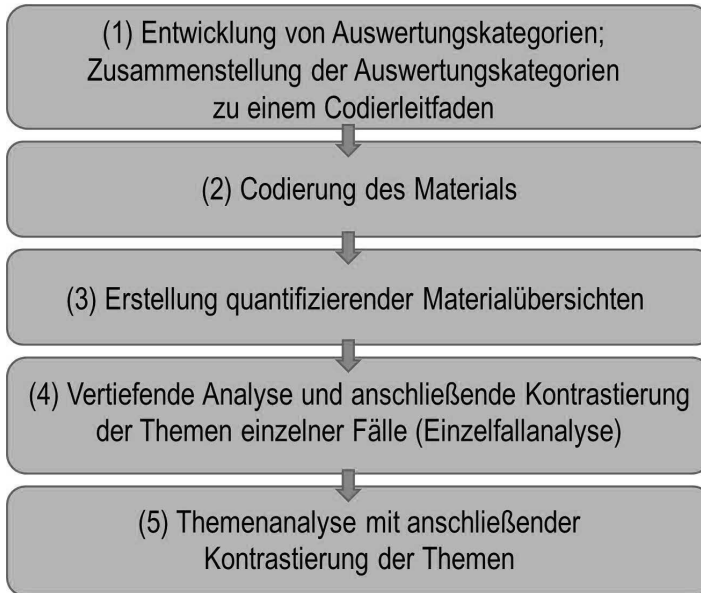 (1) Entwicklung von Auswertungskategorien;
Zusammenstellung der Auswertungskategorien
zu einem Codierleitfaden
(2) Codierung des Materials
(3) Erstellung quantifizierender Materialübersichten
(4) Vertiefende Analyse und anschließende Kontrastierung
der Themen einzelner Fälle (Einzelfallanalyse)
(5) Themenanalyse mit anschließender
Kontrastierung der Themen